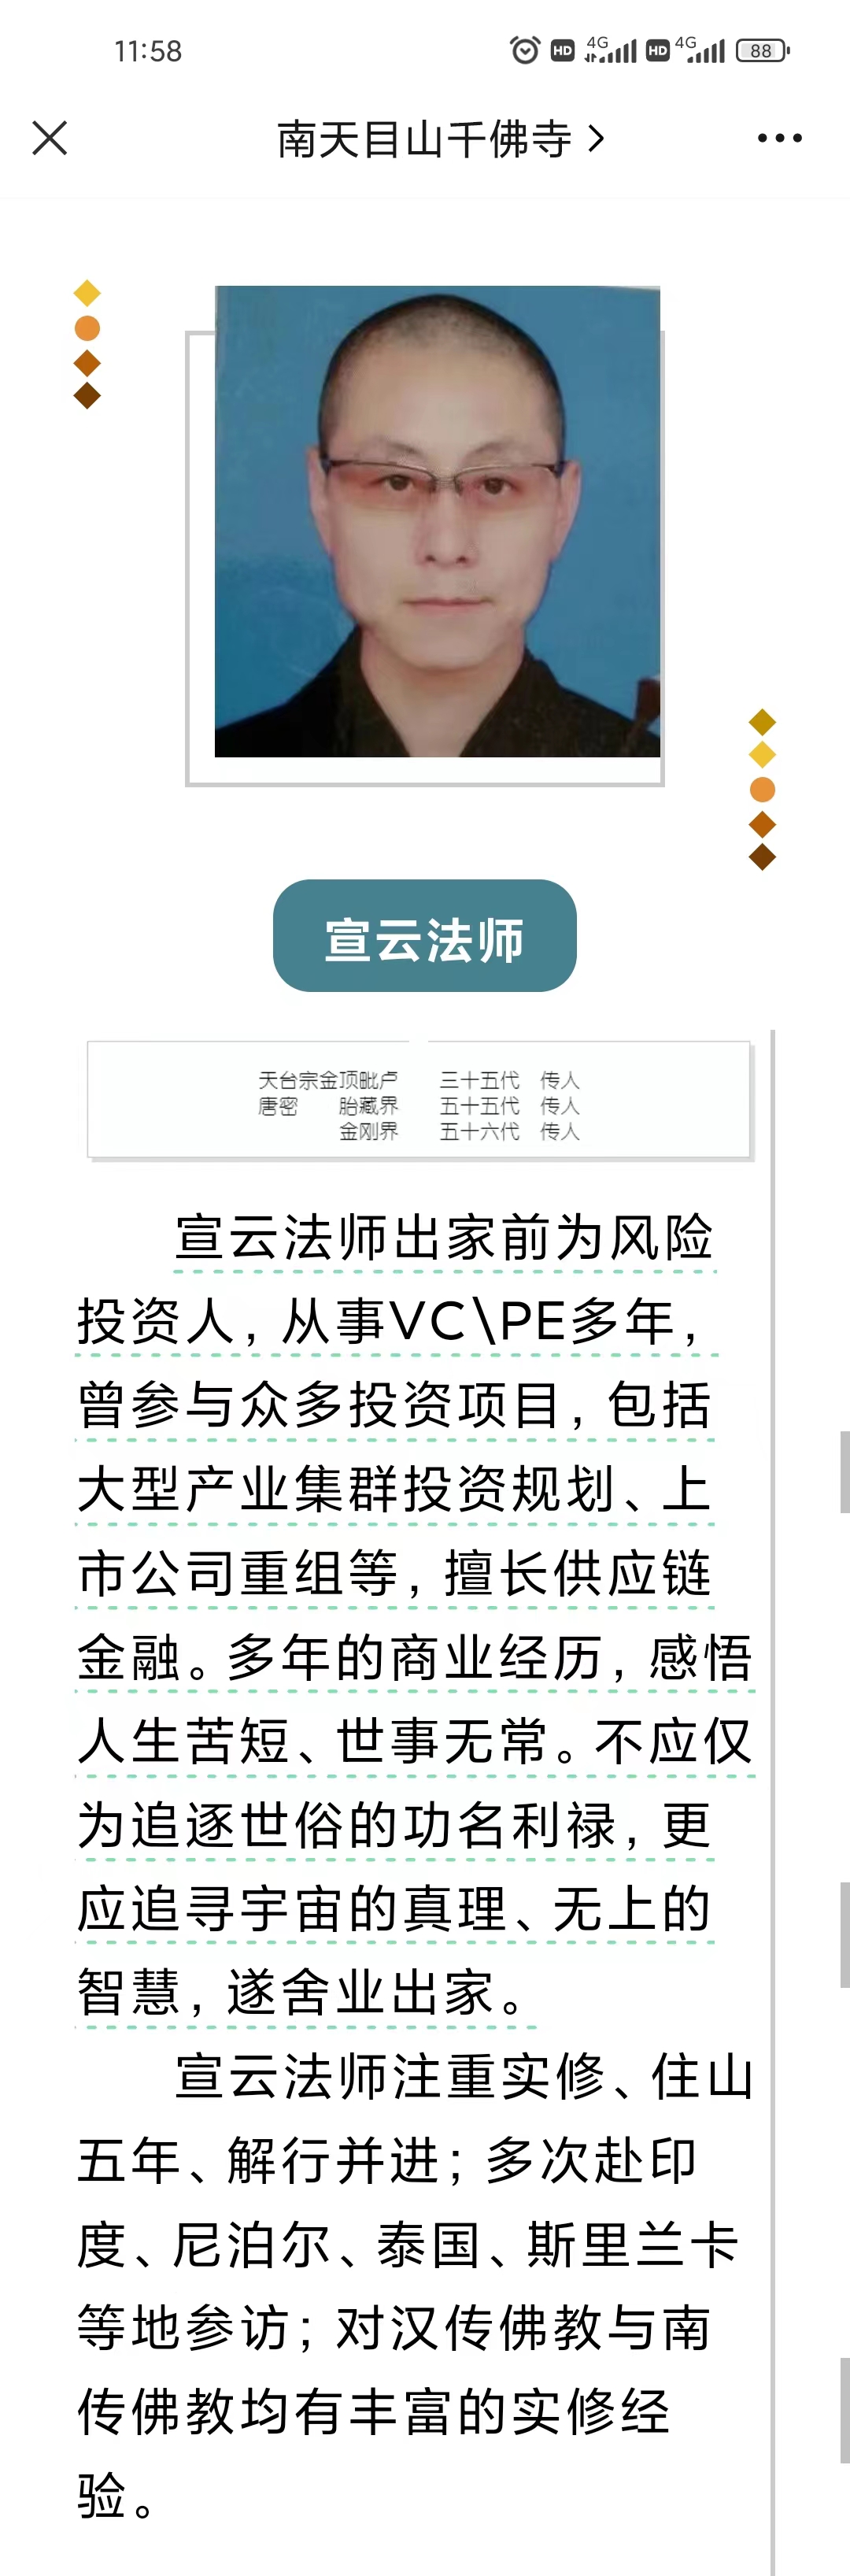 11:58
HD 4G HD 4G 88
南天目山千佛寺
宣云法师
天台宗金顶毗卢 三十五代 传人
唐密 胎藏界 五十五代 传人
金刚界 五十六代 传人
宣云法师出家前为风险
投资人，从事VC\PE多年，
曾参与众多投资项目，包括
大型产业集群投资规划、上
市公司重组等，擅长供应链
金融。多年的商业经历，感悟
人生苦短、世事无常。不应仅
为追逐世俗的功名利禄，更
应追寻宇宙的真理、无上的
智慧，遂舍业出家。
宣云法师注重实修、住山
五年、解行并进；多次赴印
度、尼泊尔、泰国、斯里兰卡
等地参访；对汉传佛教与南
传佛教均有丰富的实修经
验。